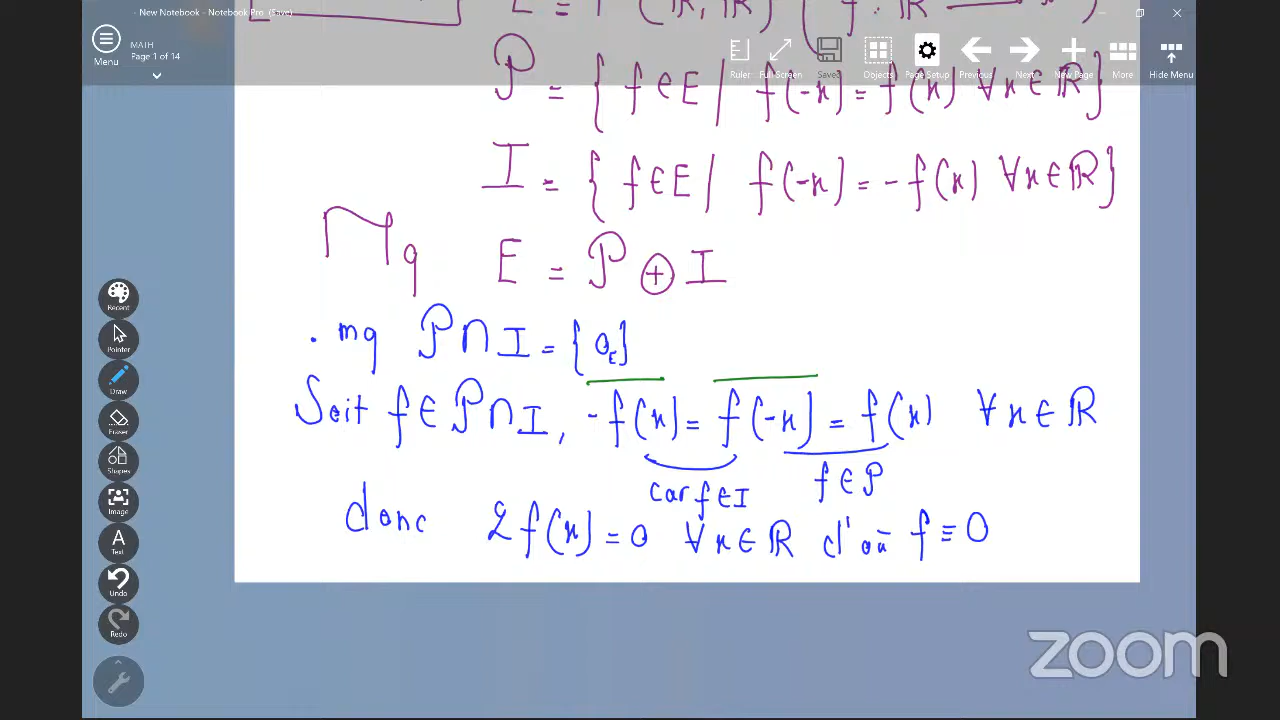 - New Notebook - Notebook Pro (Save)
Menu
MATH
Page 1 of 14
Ruler
Full Screen
Saved
Objects
Page Setup
Previous
Next
New Page
More
Hide Menu
P = { f ∈ E | f(-x) = f(x) ∀x ∈ ℝ }
I = { f ∈ E | f(-x) = -f(x) ∀x ∈ ℝ }
Mq E = P ⊕ I
. mq P ∩ I = { 0_E }
Soit f ∈ P ∩ I, -f(x) = f(-x) = f(x) ∀x ∈ ℝ
car f ∈ I f ∈ P
donc 2f(x) = 0 ∀x ∈ ℝ d'où f ≡ 0
Recent
Pointer
Draw
Eraser
Shapes
Image
Text
Undo
Redo
zoom